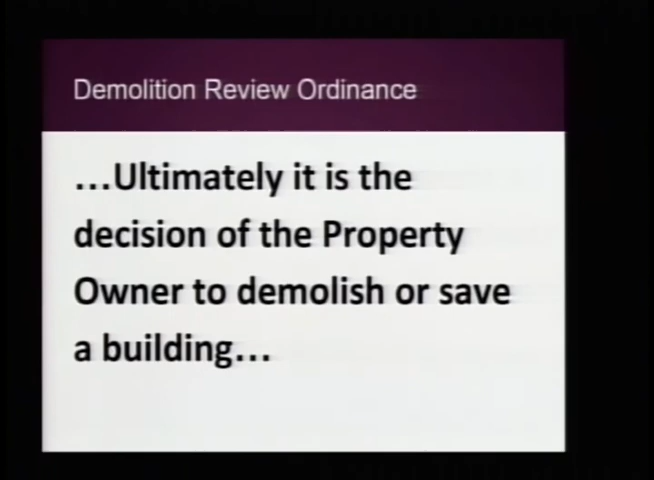 Demolition Review Ordinance
...Ultimately it is the
decision of the Property
Owner to demolish or save
a building...